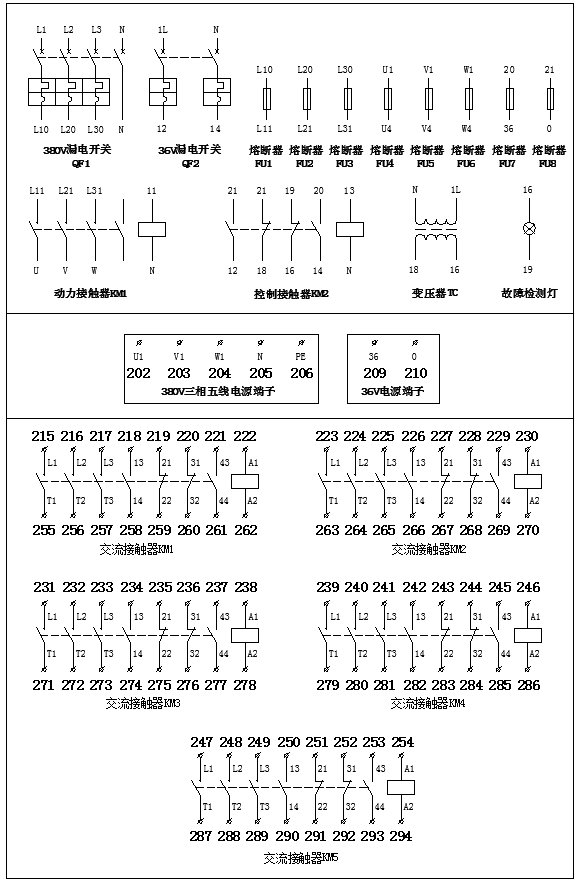 L1 L2 L3 N 1L N
L10 L20 L30 U1 V1 W1 20 21
L10 L20 L30 N 12 14 L11 L21 L31 U4 V4 W4 36 0
380V漏电开关 36V漏电开关 熔断器 熔断器 熔断器 熔断器 熔断器 熔断器 熔断器 熔断器
QF1 QF2 FU1 FU2 FU3 FU4 FU5 FU6 FU7 FU8
L11 L21 L31 11 21 21 19 20 13 N 1L 16
U V W N 12 18 16 14 N 18 16 19
动力接触器KM1 控制接触器KM2 变压器TC 故障检测灯
U1 V1 W1 N PE 36 0
202 203 204 205 206 209 210
380V三相五线电源端子 36V电源端子
215 216 217 218 219 220 221 222 223 224 225 226 227 228 229 230
L1 L2 L3 13 21 31 43 A1 L1 L2 L3 13 21 31 43 A1
T1 T2 T3 14 22 32 44 A2 T1 T2 T3 14 22 32 44 A2
255 256 257 258 259 260 261 262 263 264 265 266 267 268 269 270
交流接触器KM1 交流接触器KM2
231 232 233 234 235 236 237 238 239 240 241 242 243 244 245 246
L1 L2 L3 13 21 31 43 A1 L1 L2 L3 13 21 31 43 A1
T1 T2 T3 14 22 32 44 A2 T1 T2 T3 14 22 32 44 A2
271 272 273 274 275 276 277 278 279 280 281 282 283 284 285 286
交流接触器KM3 交流接触器KM4
247 248 249 250 251 252 253 254
L1 L2 L3 13 21 31 43 A1
T1 T2 T3 14 22 32 44 A2
287 288 289 290 291 292 293 294
交流接触器KM5